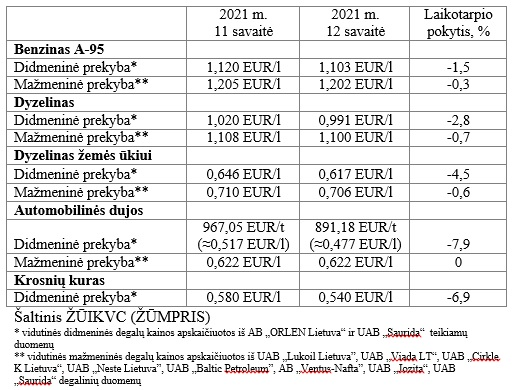 2021 m. 11 savaitė 2021 m. 12 savaitė Laikotarpio pokytis, %
Benzinas A-95
Didmeninė prekyba* 1,120 EUR/l 1,103 EUR/l -1,5
Mažmeninė prekyba** 1,205 EUR/l 1,202 EUR/l -0,3
Dyzelinas
Didmeninė prekyba* 1,020 EUR/l 0,991 EUR/l -2,8
Mažmeninė prekyba** 1,108 EUR/l 1,100 EUR/l -0,7
Dyzelinas žemės ūkiui
Didmeninė prekyba* 0,646 EUR/l 0,617 EUR/l -4,5
Mažmeninė prekyba** 0,710 EUR/l 0,706 EUR/l -0,6
Automobilinės dujos
Didmeninė prekyba* 967,05 EUR/t (≈0,517 EUR/l) 891,18 EUR/t (≈0,477 EUR/l) -7,9
Mažmeninė prekyba** 0,622 EUR/l 0,622 EUR/l 0
Krosnių kuras
Didmeninė prekyba* 0,580 EUR/l 0,540 EUR/l -6,9
Šaltinis ŽŪIKVC (ŽŪMPRIS)
* vidutinės didmeninės degalų kainos apskaičiuotos iš AB „ORLEN Lietuva“ ir UAB „Saurida“ teikiamų
duomenų
** vidutinės mažmeninės degalų kainos apskaičiuotos iš UAB „Lukoil Lietuva”, UAB „Viada LT“, UAB „Cirkle
K Lietuva“, UAB „Neste Lietuva”, UAB „Baltic Petroleum”, AB „Ventus-Nafta”, UAB „Jozita“, UAB
„Saurida“ degalinių duomenų